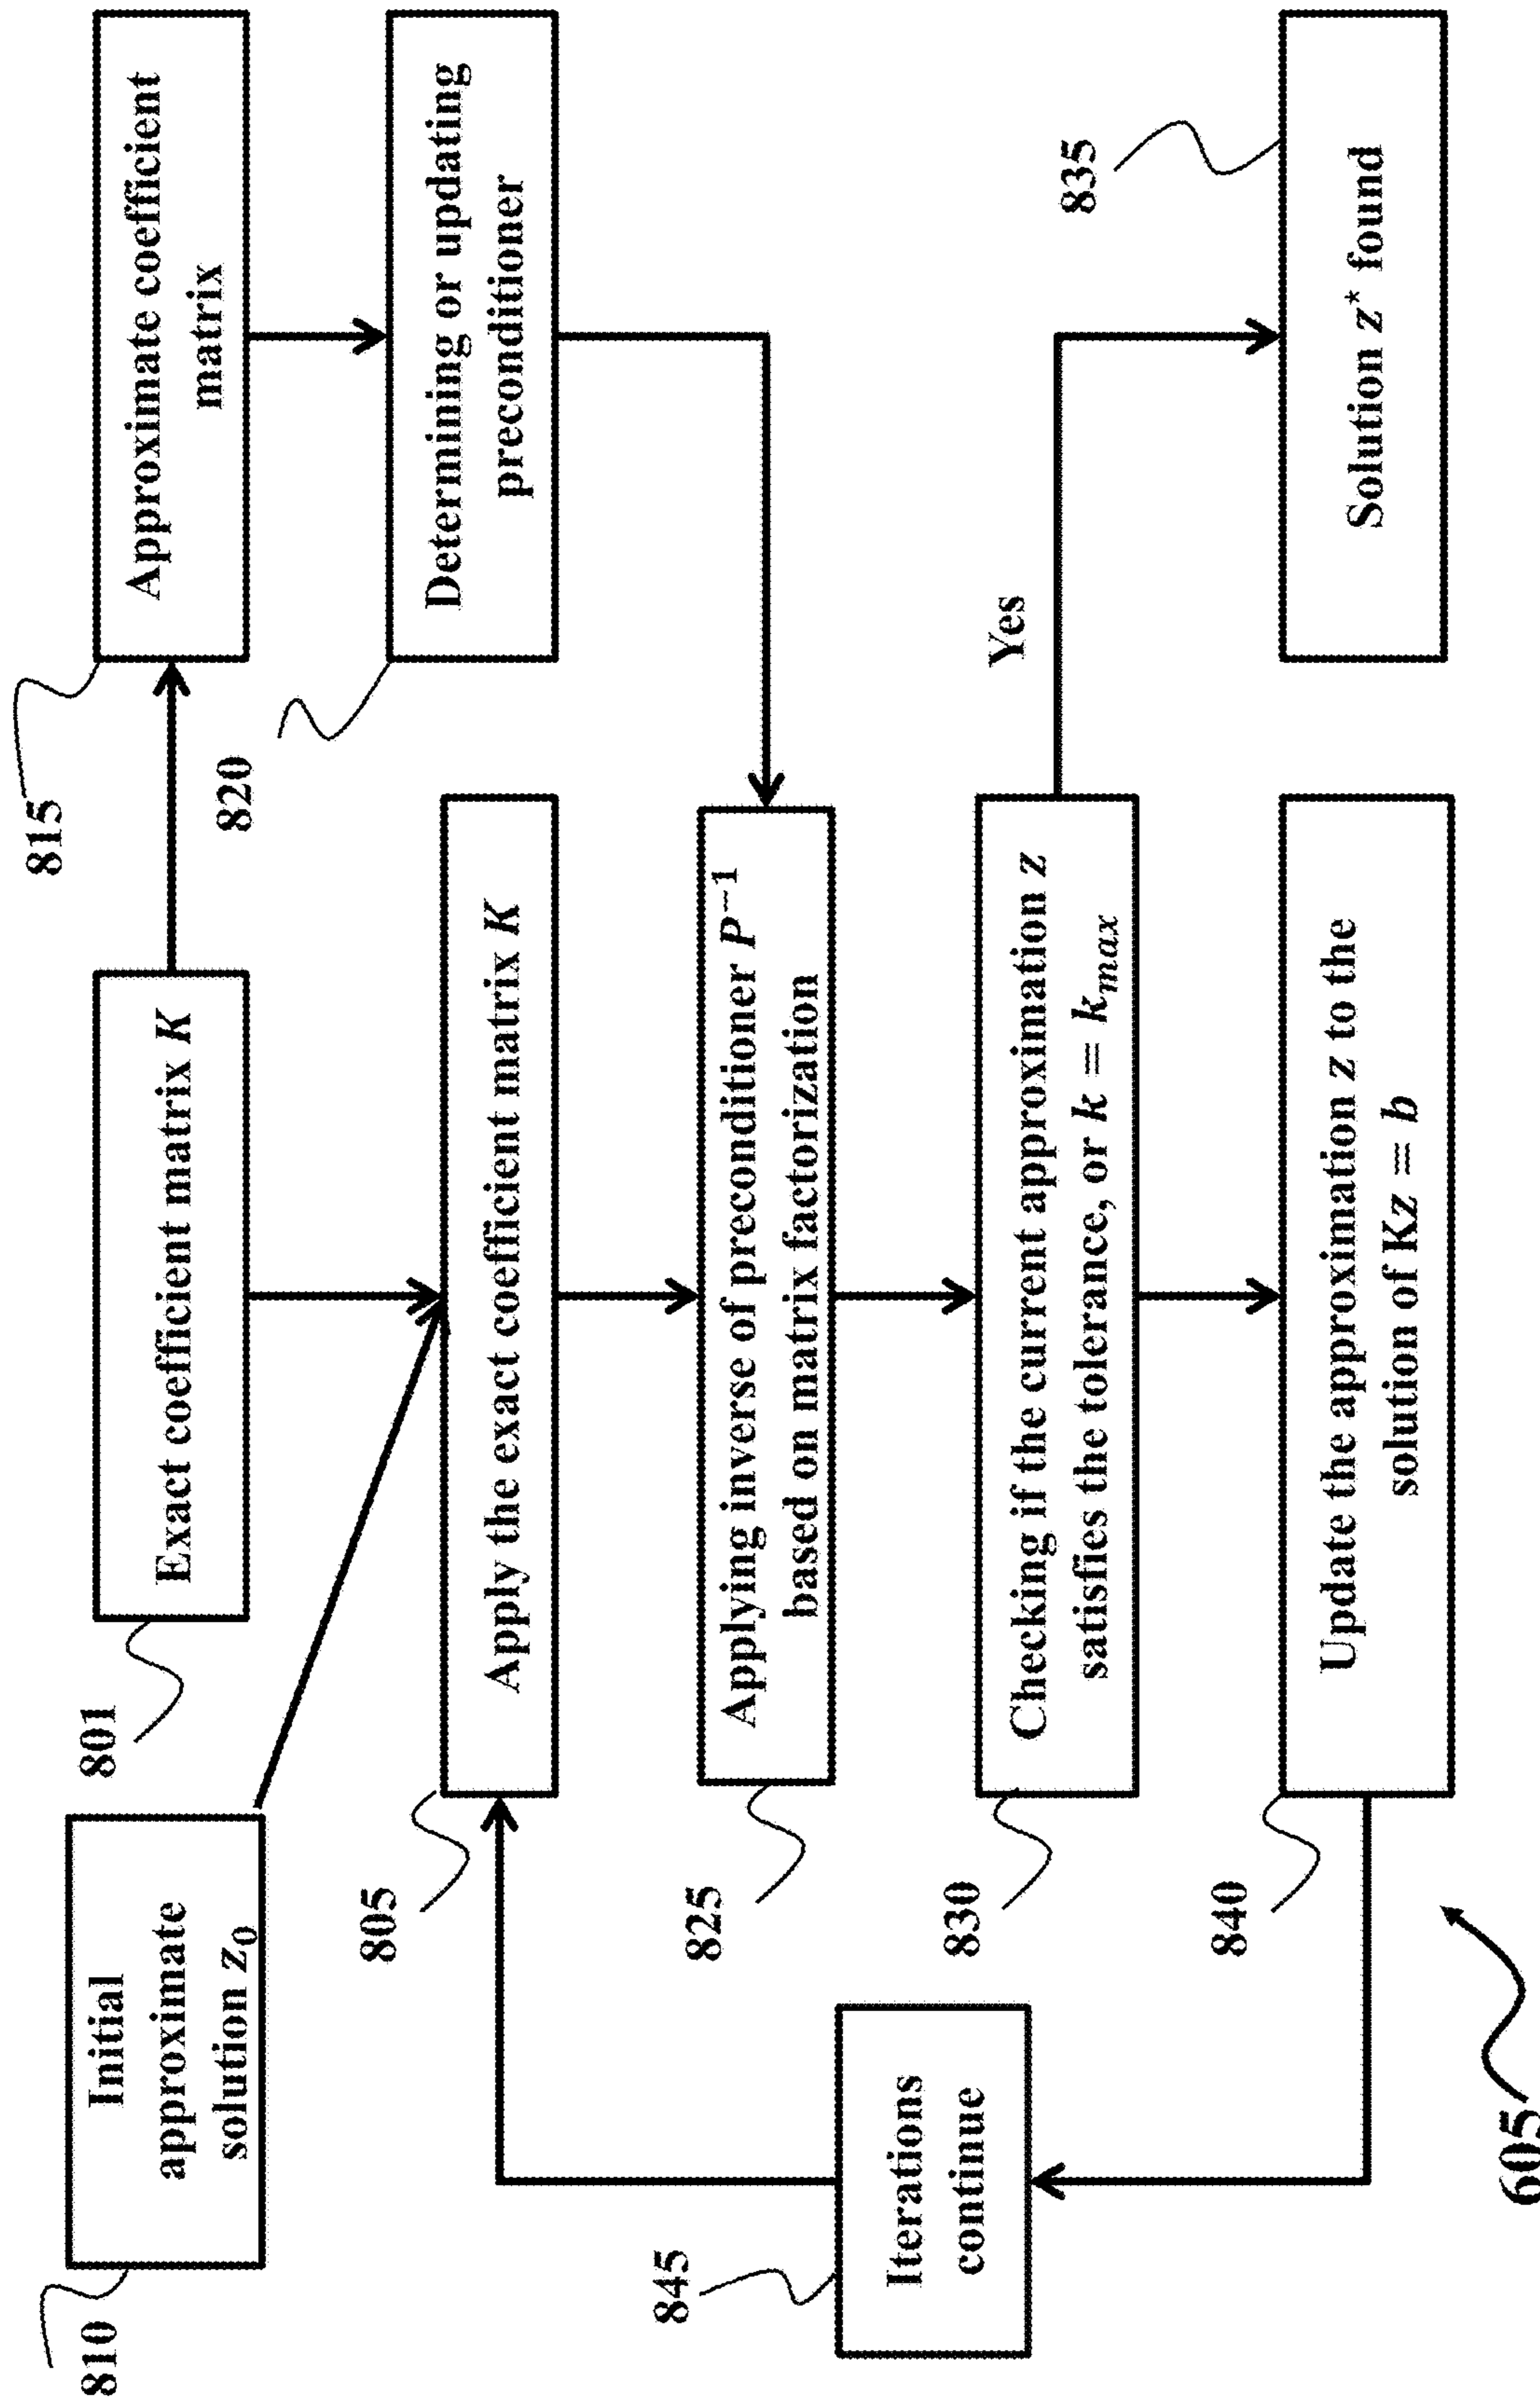 810
Initial
approximate
solution z₀
801
Exact coefficient matrix K
815
Approximate coefficient
matrix
820
Determining or updating
preconditioner
805
Apply the exact coefficient matrix K
825
Applying inverse of preconditioner P⁻¹
based on matrix factorization
830
Checking if the current approximation z
satisfies the tolerance, or k = kₘₐₓ
Yes
835
Solution z* found
840
Update the approximation z to the
solution of Kz = b
845
Iterations
continue
605